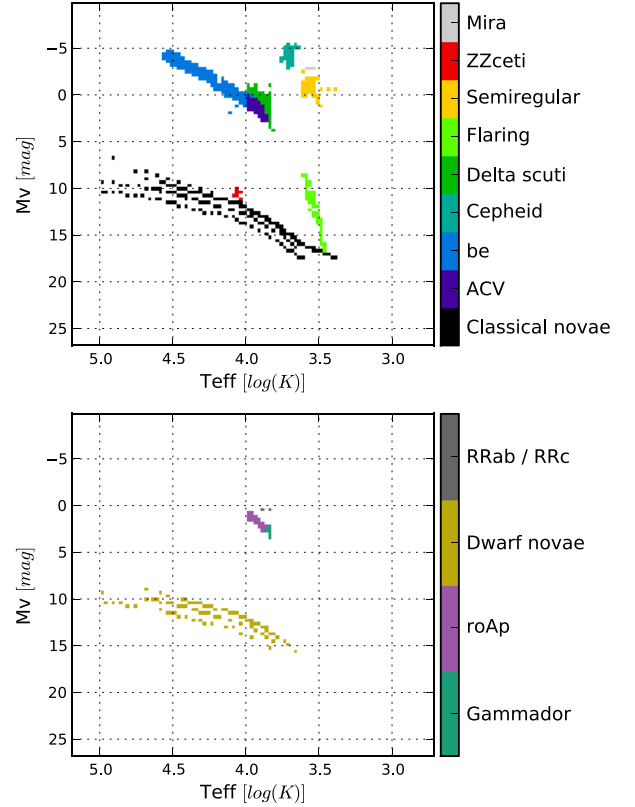 −5
0
5
10
15
20
25
Mv [mag]
5.0 4.5 4.0 3.5 3.0
Teff [log(K)]
Mira
ZZceti
Semiregular
Flaring
Delta scuti
Cepheid
be
ACV
Classical novae
−5
0
5
10
15
20
25
Mv [mag]
5.0 4.5 4.0 3.5 3.0
Teff [log(K)]
RRab / RRc
Dwarf novae
roAp
Gammador